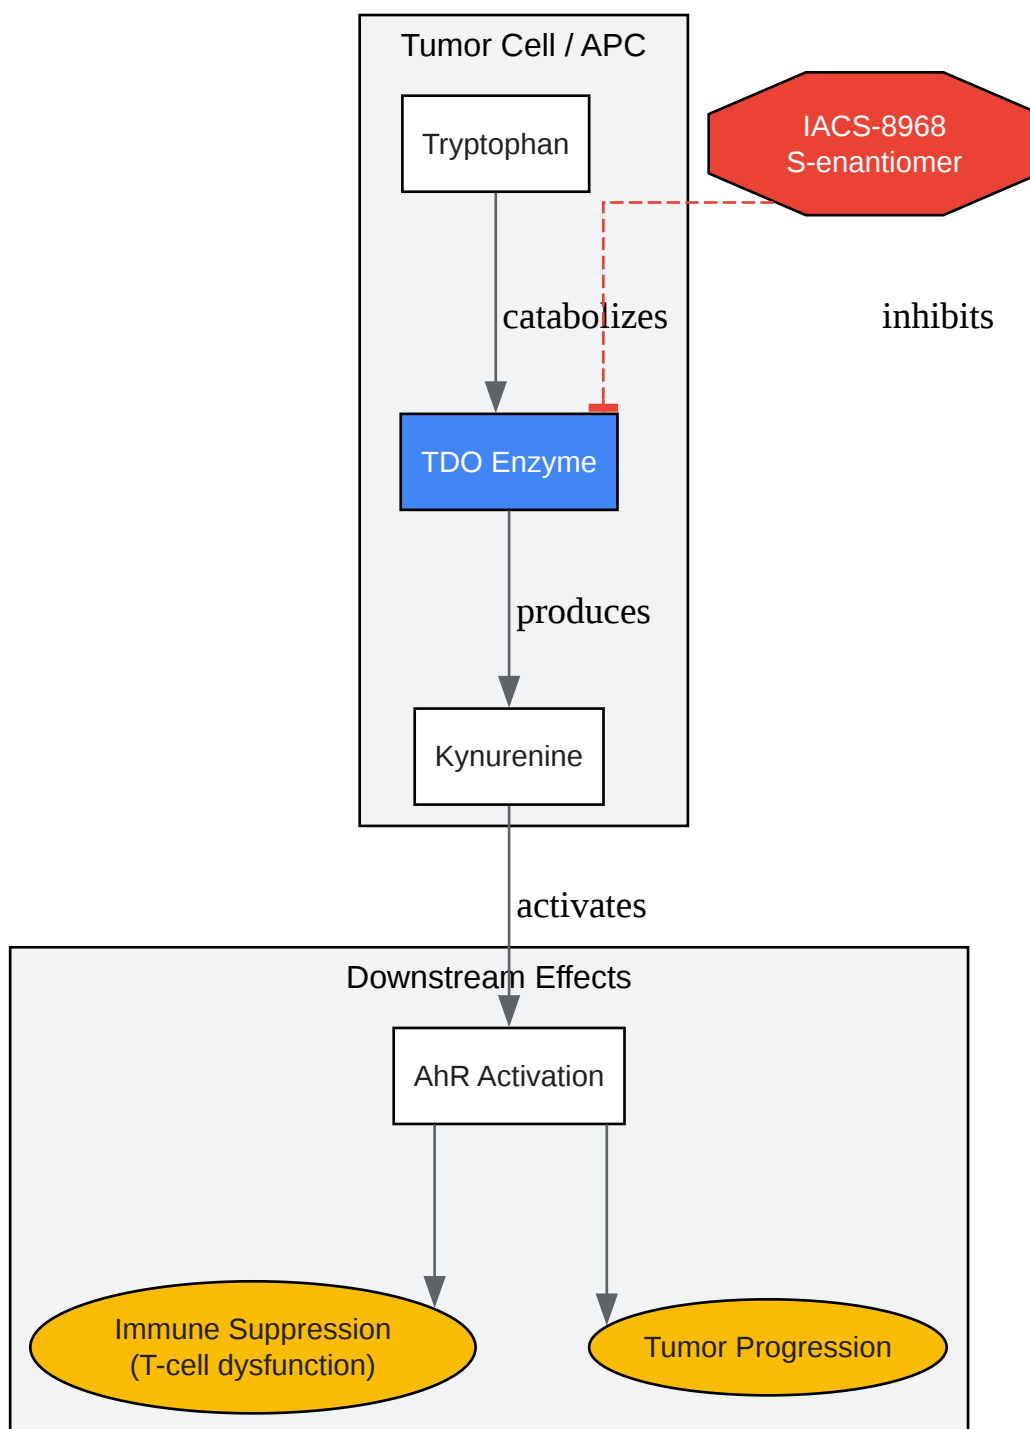 Tumor Cell / APC
Tryptophan
IACS-8968
S-enantiomer
catabolizes
inhibits
TDO Enzyme
produces
Kynurenine
activates
Downstream Effects
AhR Activation
Immune Suppression
(T-cell dysfunction)
Tumor Progression